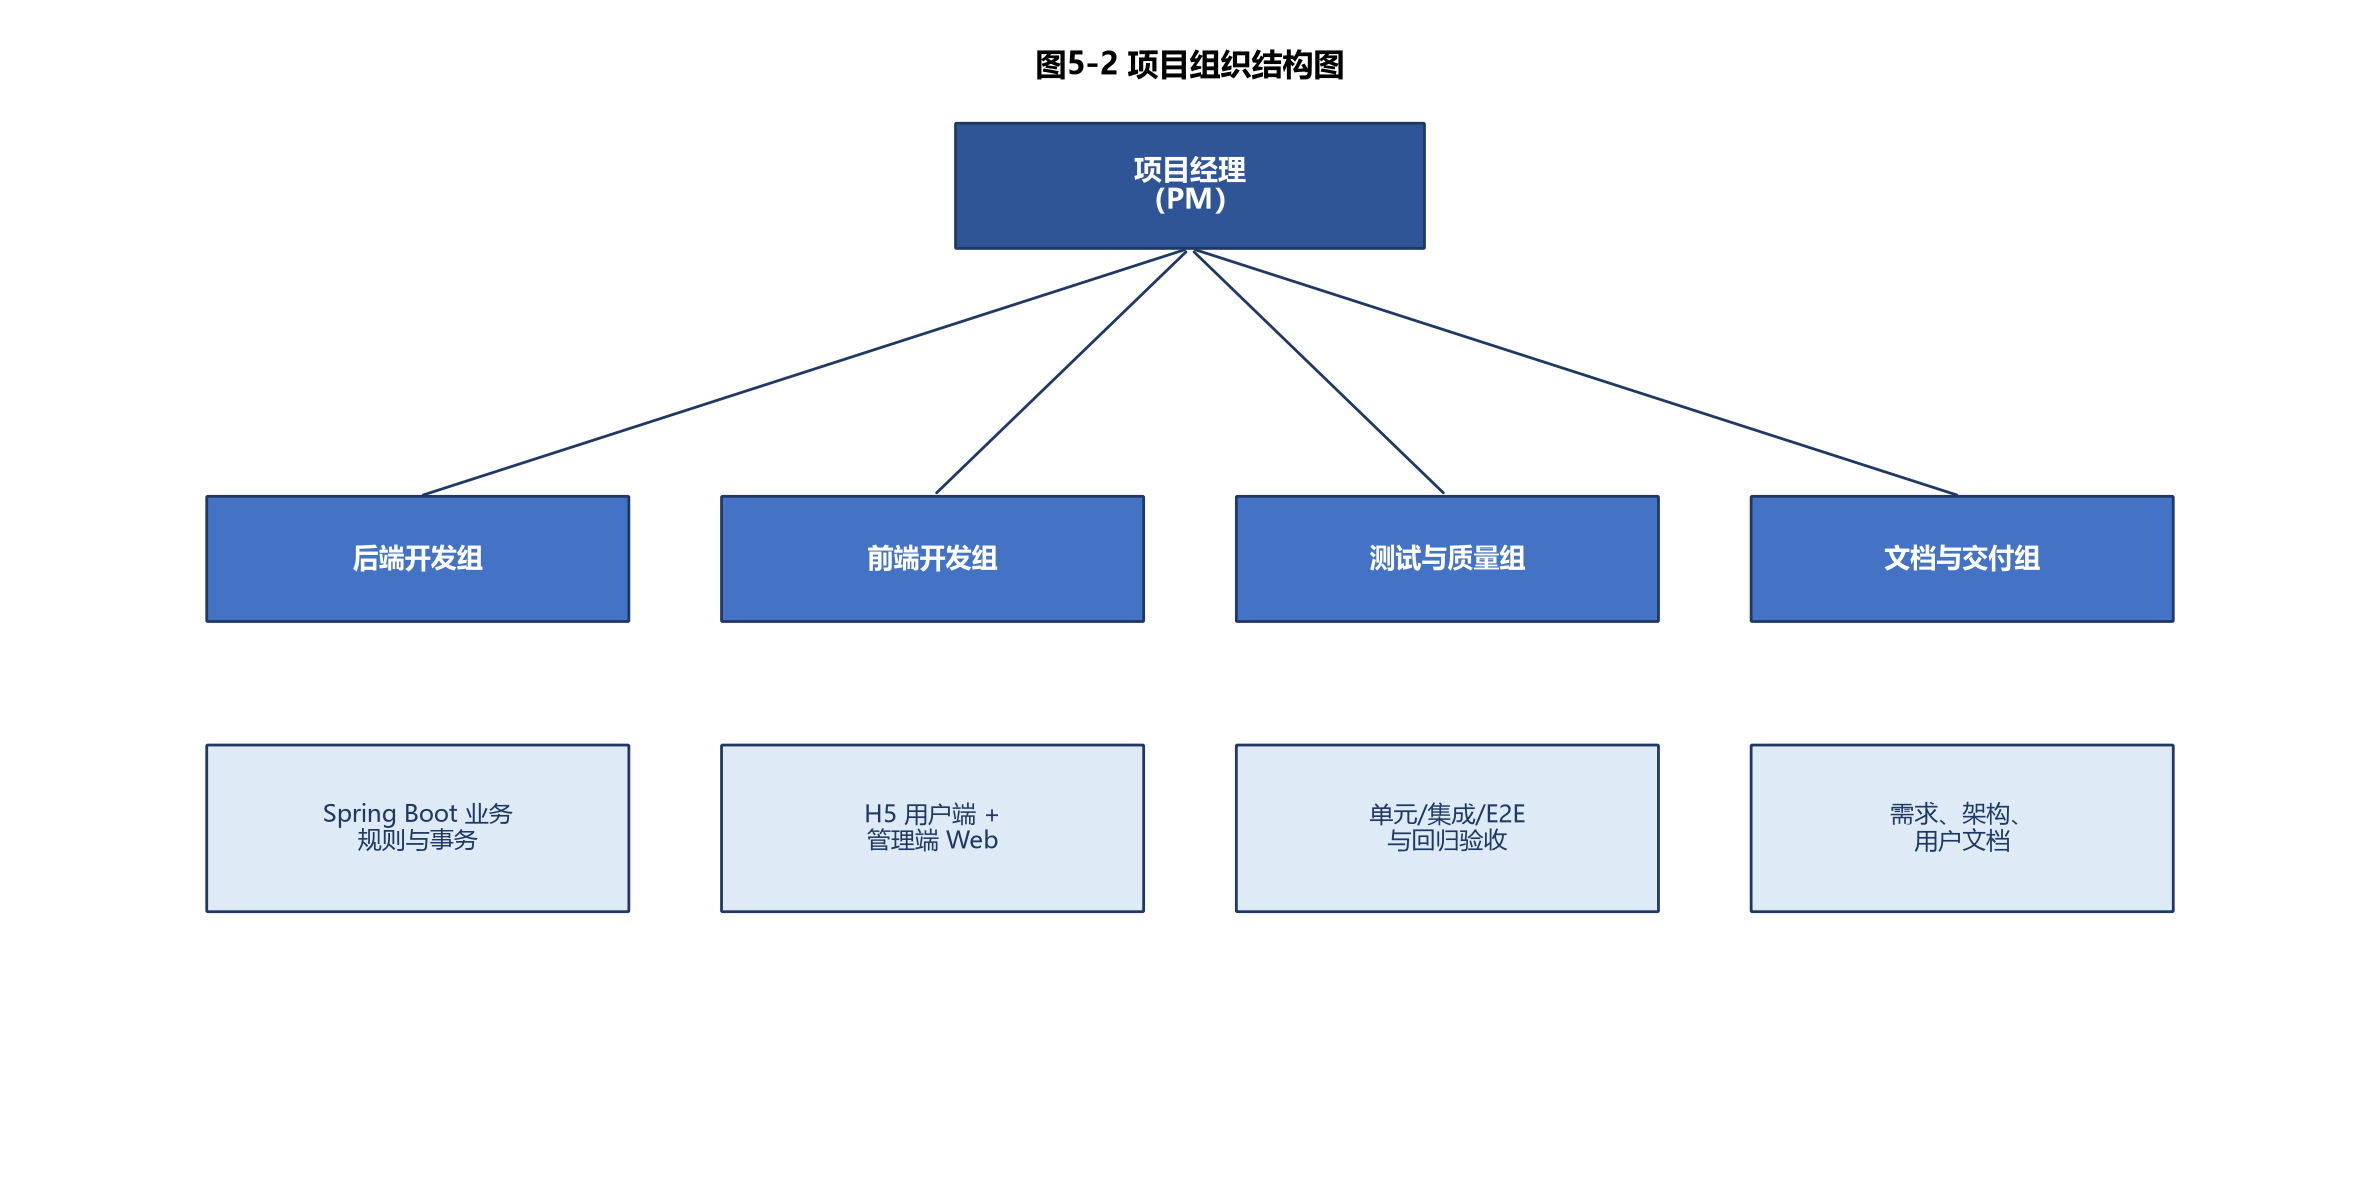 图5-2 项目组织结构图
项目经理
（PM）
后端开发组
前端开发组
测试与质量组
文档与交付组
Spring Boot 业务
规则与事务
H5 用户端 +
管理端 Web
单元/集成/E2E
与回归验收
需求、架构、
用户文档